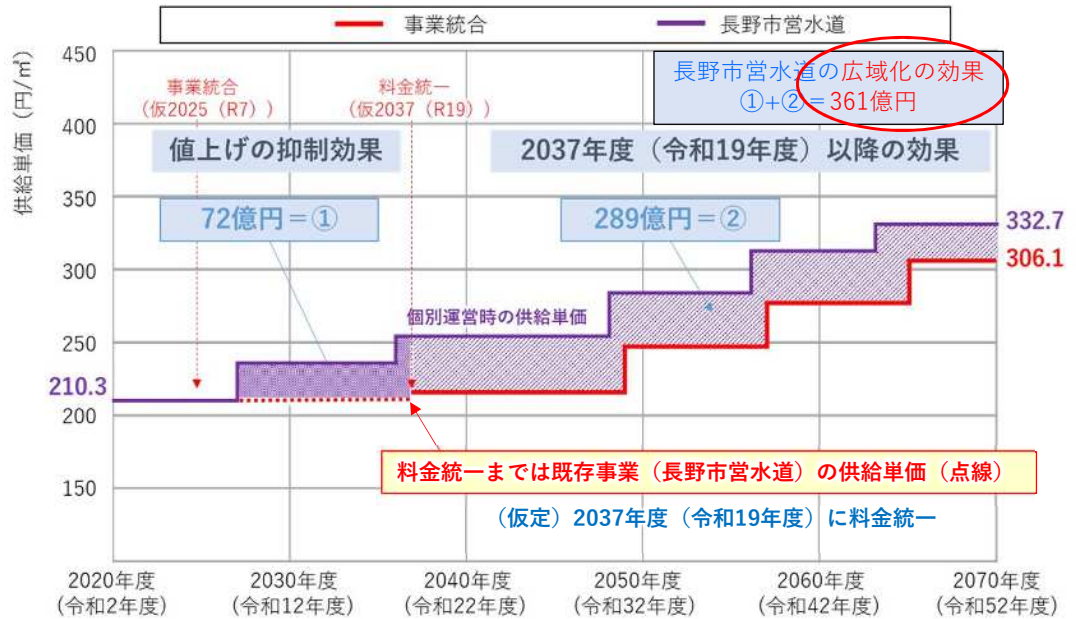 事業統合
長野市営水道
供給単価（円/㎥）
450
400
350
300
250
200
150
長野市営水道の広域化の効果
①+②＝361億円
事業統合
（仮2025（R7））
料金統一
（仮2037（R19））
値上げの抑制効果
2037年度（令和19年度）以降の効果
72億円＝①
289億円＝②
332.7
306.1
個別運営時の供給単価
210.3
料金統一までは既存事業（長野市営水道）の供給単価（点線）
（仮定）2037年度（令和19年度）に料金統一
2020年度
（令和2年度）
2030年度
（令和12年度）
2040年度
（令和22年度）
2050年度
（令和32年度）
2060年度
（令和42年度）
2070年度
（令和52年度）